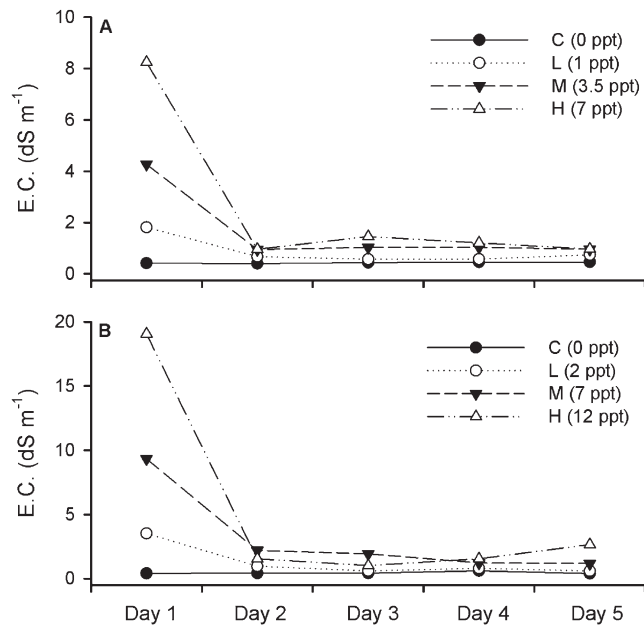 A
C (0 ppt)
L (1 ppt)
M (3.5 ppt)
H (7 ppt)
E.C. (dS m⁻¹)
10
8
6
4
2
0
B
C (0 ppt)
L (2 ppt)
M (7 ppt)
H (12 ppt)
E.C. (dS m⁻¹)
20
15
10
5
0
Day 1 Day 2 Day 3 Day 4 Day 5